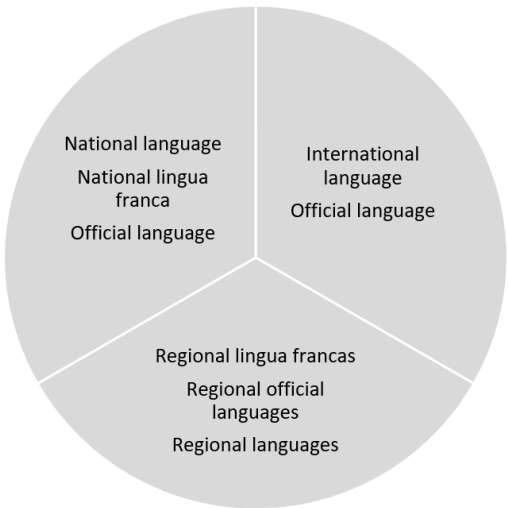 National language
National lingua
franca
Official language
International
language
Official language
Regional lingua francas
Regional official
languages
Regional languages